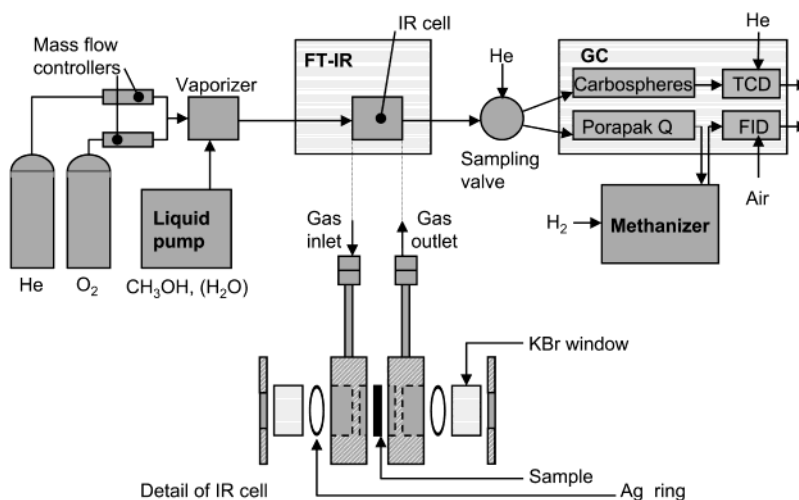 Mass flow
controllers
Vaporizer
FT-IR
IR cell
He
GC
He
Carbospheres
TCD
Porapak Q
FID
Sampling
valve
Air
H2
Methanizer
Liquid
pump
Gas
inlet
Gas
outlet
He
O2
CH3OH, (H2O)
KBr window
Sample
Ag ring
Detail of IR cell